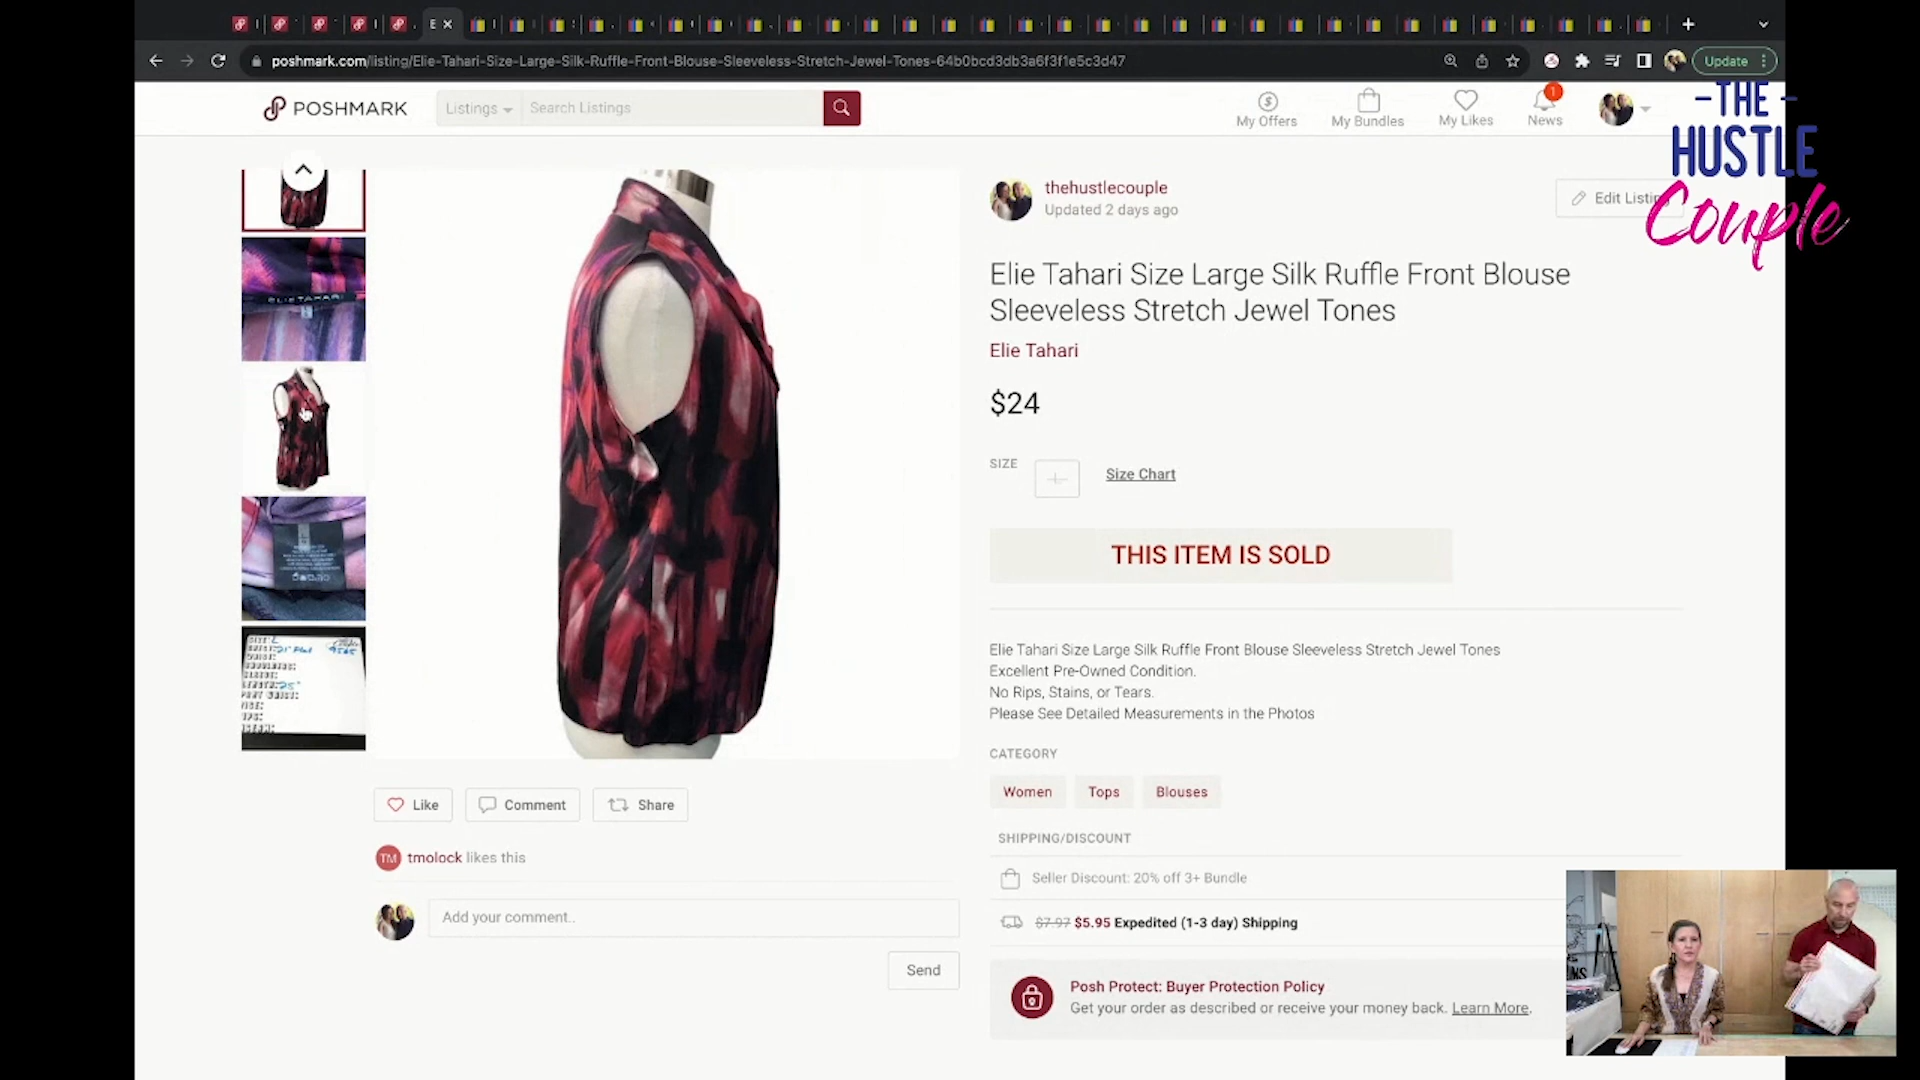 E
poshmark.com/listing/Elie-Tahari-Size-Large-Silk-Ruffle-Front-Blouse-Sleeveless-Stretch-Jewel-Tones-64b0bcd3db3a6f3f1e5c3d47
Update
POSHMARK
Listings
Search Listings
My Offers
My Bundles
My Likes
1
News
-THE-
HUSTLE
Couple
thehustlecouple
Updated 2 days ago
Edit Listing
Elie Tahari Size Large Silk Ruffle Front Blouse
Sleeveless Stretch Jewel Tones
Elie Tahari
$24
SIZE
L
Size Chart
THIS ITEM IS SOLD
Elie Tahari Size Large Silk Ruffle Front Blouse Sleeveless Stretch Jewel Tones
Excellent Pre-Owned Condition.
No Rips, Stains, or Tears.
Please See Detailed Measurements in the Photos
CATEGORY
Women
Tops
Blouses
SHIPPING/DISCOUNT
Seller Discount: 20% off 3+ Bundle
$7.97 $5.95 Expedited (1-3 day) Shipping
Posh Protect: Buyer Protection Policy
Get your order as described or receive your money back. Learn More.
ELIE TAHARI
Like
Comment
Share
TM
tmolock likes this
Add your comment..
Send